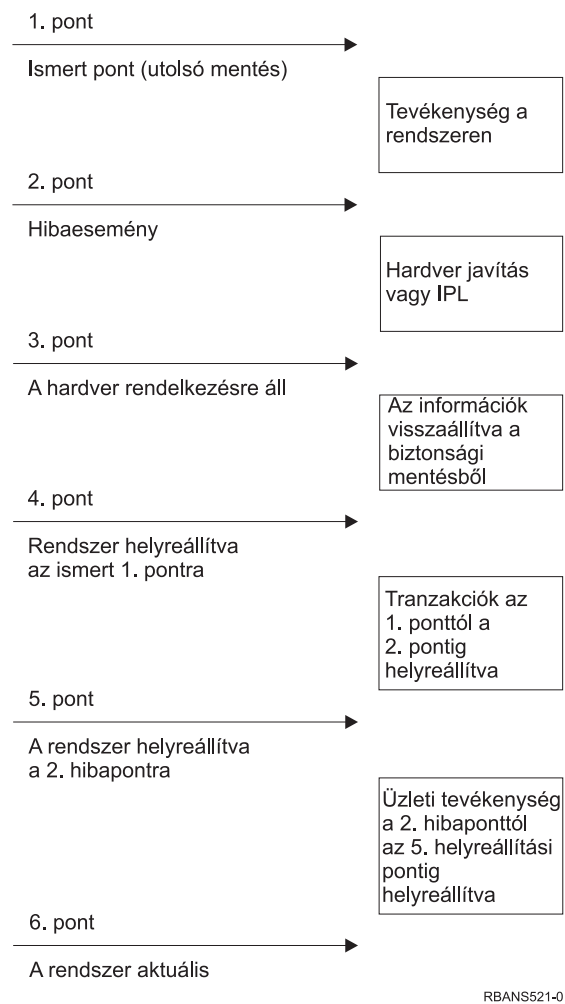 1. pont
Ismert pont (utolsó mentés)
Tevékenység a
rendszeren
2. pont
Hibaesemény
Hardver javítás
vagy IPL
3. pont
A hardver rendelkezésre áll
Az információk
visszaállítva a
biztonsági
mentésből
4. pont
Rendszer helyreállítva
az ismert 1. pontra
Tranzakciók az
1. ponttól a
2. pontig
helyreállítva
5. pont
A rendszer helyreállítva
a 2. hibapontra
Üzleti tevékenység
a 2. hibaponttól
az 5. helyreállítási
pontig
helyreállítva
6. pont
A rendszer aktuális
RBANS521-0